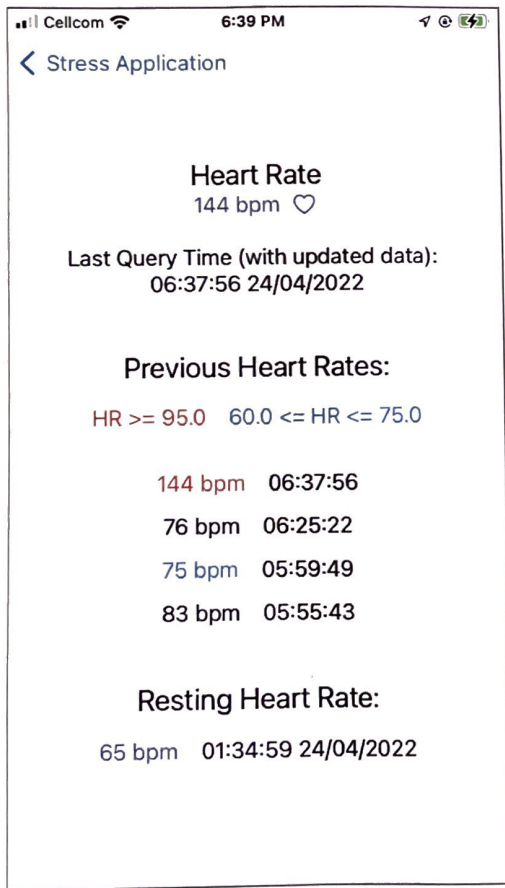 Cellcom 6:39 PM
Stress Application
Heart Rate
144 bpm
Last Query Time (with updated data):
06:37:56 24/04/2022
Previous Heart Rates:
HR >= 95.0 60.0 <= HR <= 75.0
144 bpm 06:37:56
76 bpm 06:25:22
75 bpm 05:59:49
83 bpm 05:55:43
Resting Heart Rate:
65 bpm 01:34:59 24/04/2022